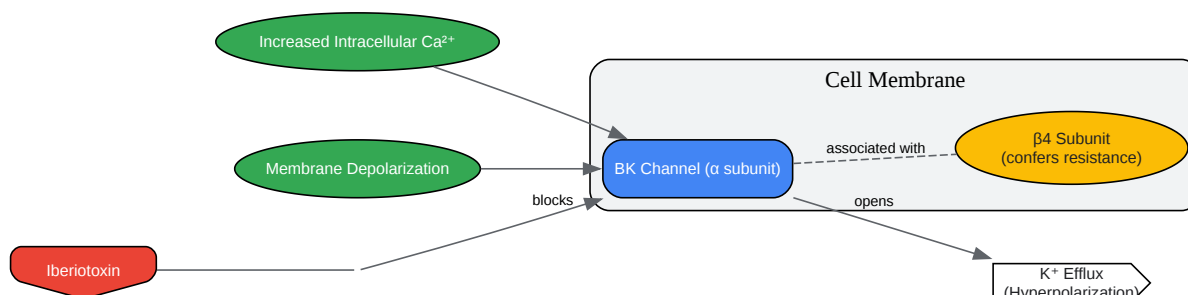 Increased Intracellular Ca²⁺
Cell Membrane
Membrane Depolarization
BK Channel (α subunit)
associated with
β4 Subunit
(confers resistance)
blocks
opens
Iberiotoxin
K⁺ Efflux
(Hyperpolarization)